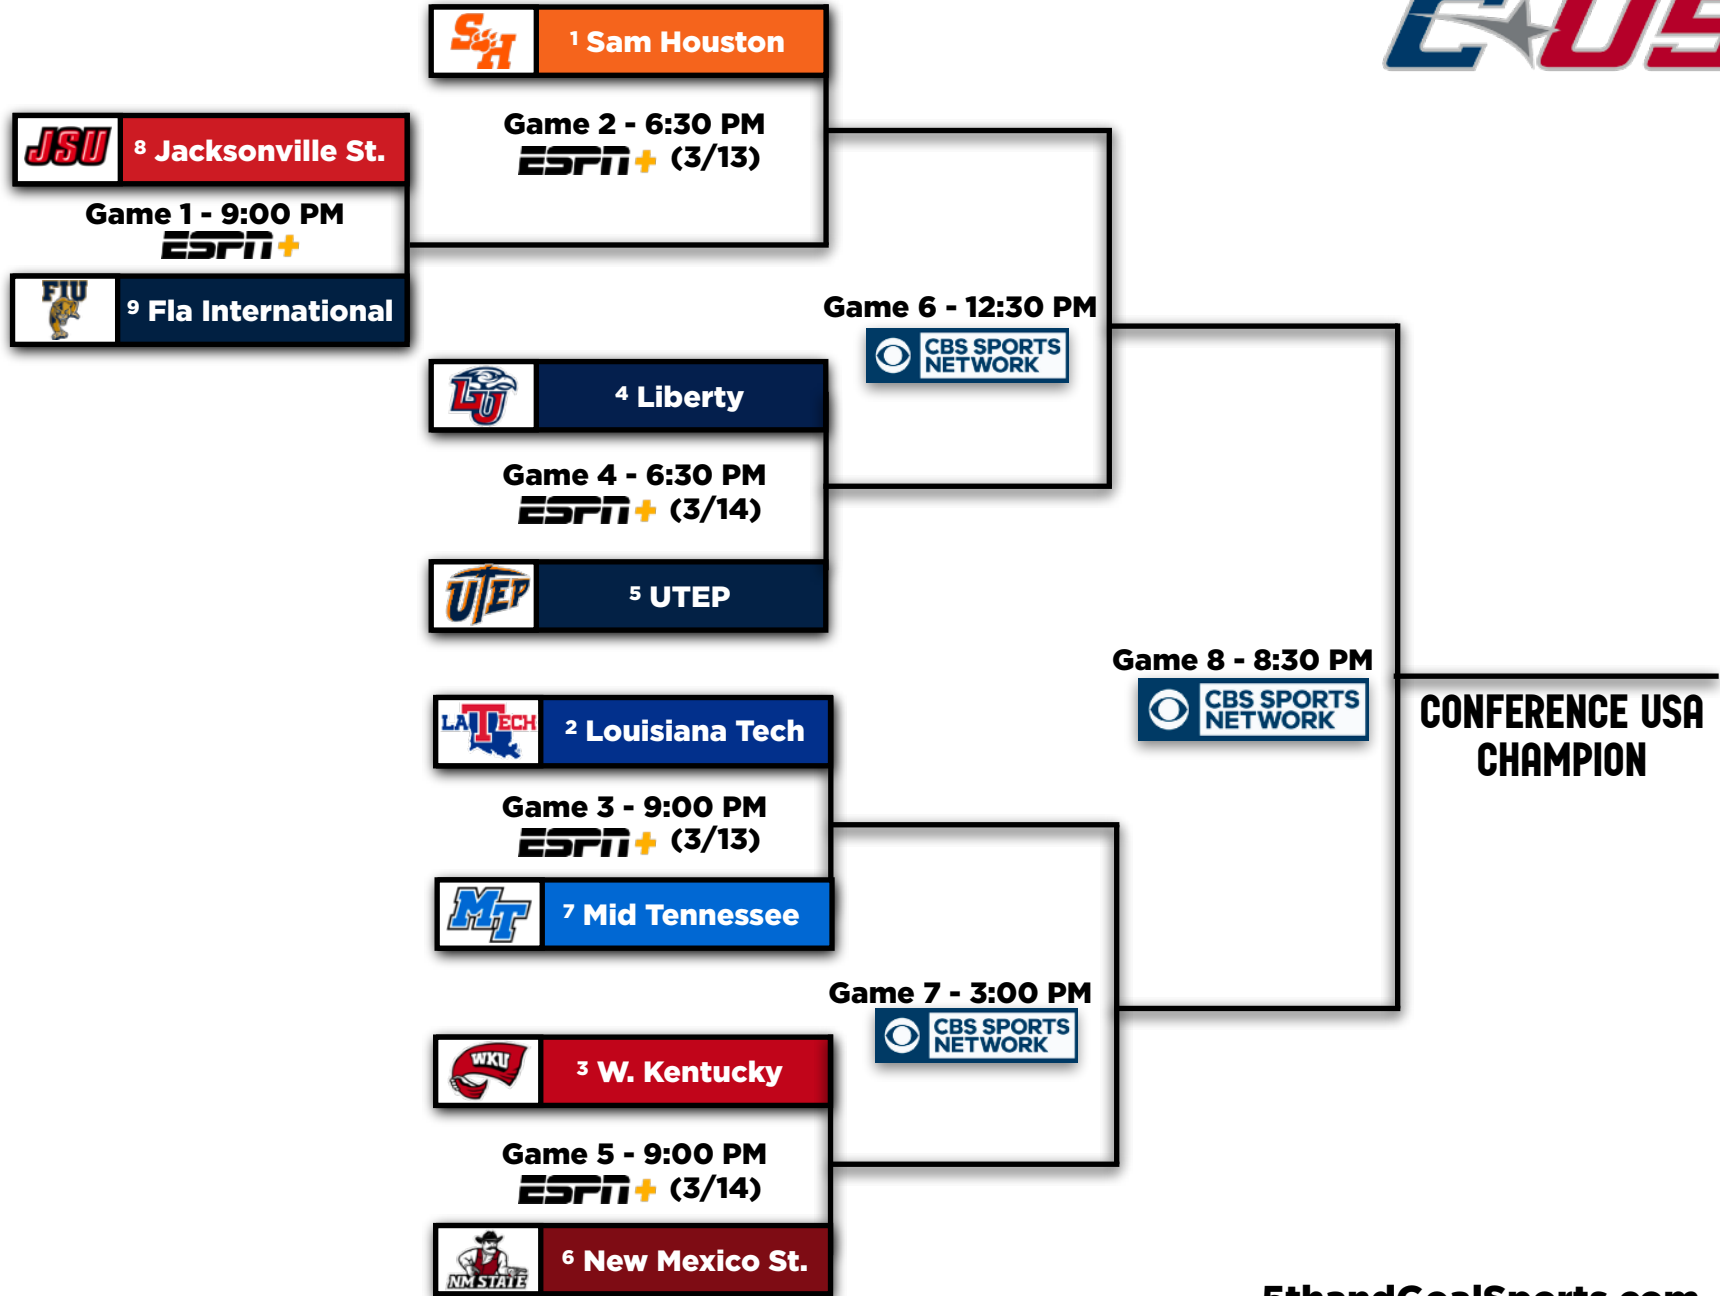 C USA
SH
1 Sam Houston
Game 2 - 6:30 PM
ESPN+ (3/13)
JSU
8 Jacksonville St.
Game 1 - 9:00 PM
ESPN+
FIU
9 Fla International
Game 6 - 12:30 PM
CBS SPORTS
NETWORK
LU
4 Liberty
Game 4 - 6:30 PM
ESPN+ (3/14)
UTEP
5 UTEP
Game 8 - 8:30 PM
CBS SPORTS
NETWORK
CONFERENCE USA
CHAMPION
LA TECH
2 Louisiana Tech
Game 3 - 9:00 PM
ESPN+ (3/13)
MT
7 Mid Tennessee
Game 7 - 3:00 PM
CBS SPORTS
NETWORK
WKU
3 W. Kentucky
Game 5 - 9:00 PM
ESPN+ (3/14)
NM STATE
6 New Mexico St.
5thandGoalSports.com